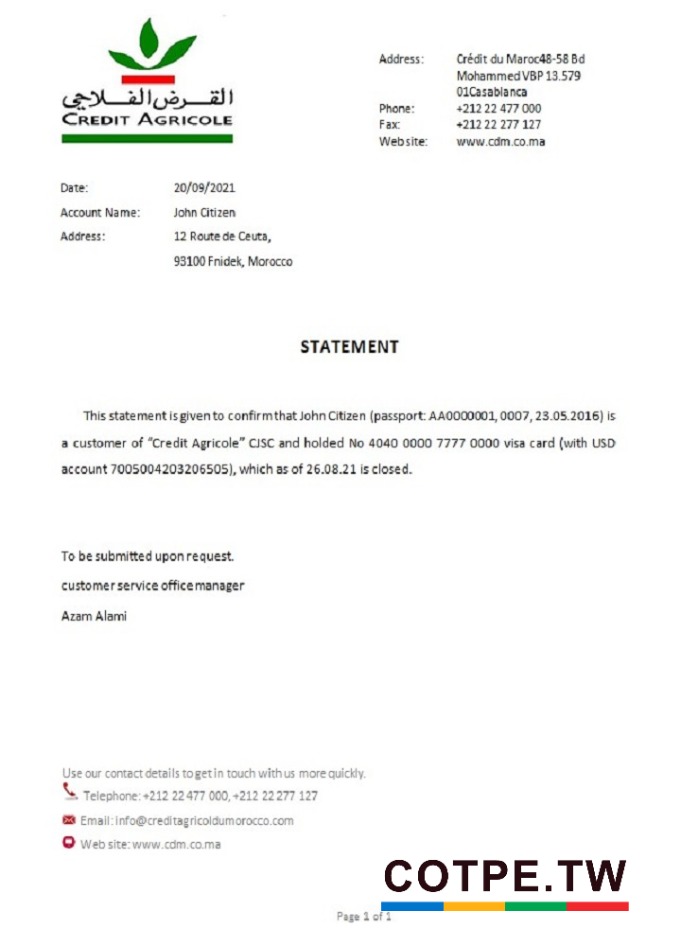 القرض الفلاحي
CREDIT AGRICOLE
Address: Crédit du Maroc48-58 Bd
Mohammed VBP 13.579
01Casablanca
Phone: +212 22 477 000
Fax: +212 22 277 127
Website: www.cdm.co.ma
Date: 20/09/2021
Account Name: John Citizen
Address: 12 Route de Ceuta,
93100 Fnidek, Morocco
STATEMENT
This statement is given to confirm that John Citizen (passport: AA0000001, 0007, 23.05.2016) is
a customer of "Credit Agricole" CJSC and holded No 4040 0000 7777 0000 visa card (with USD
account 7005004203206505), which as of 26.08.21 is closed.
To be submitted upon request.
customer service office manager
Azam Alami
Use our contact details to get in touch with us more quickly.
Telephone: +212 22 477 000, +212 22 277 127
Email: info@creditagricoldumorocco.com
Web site: www.cdm.co.ma
COTPE.TW
Page 1 of 1